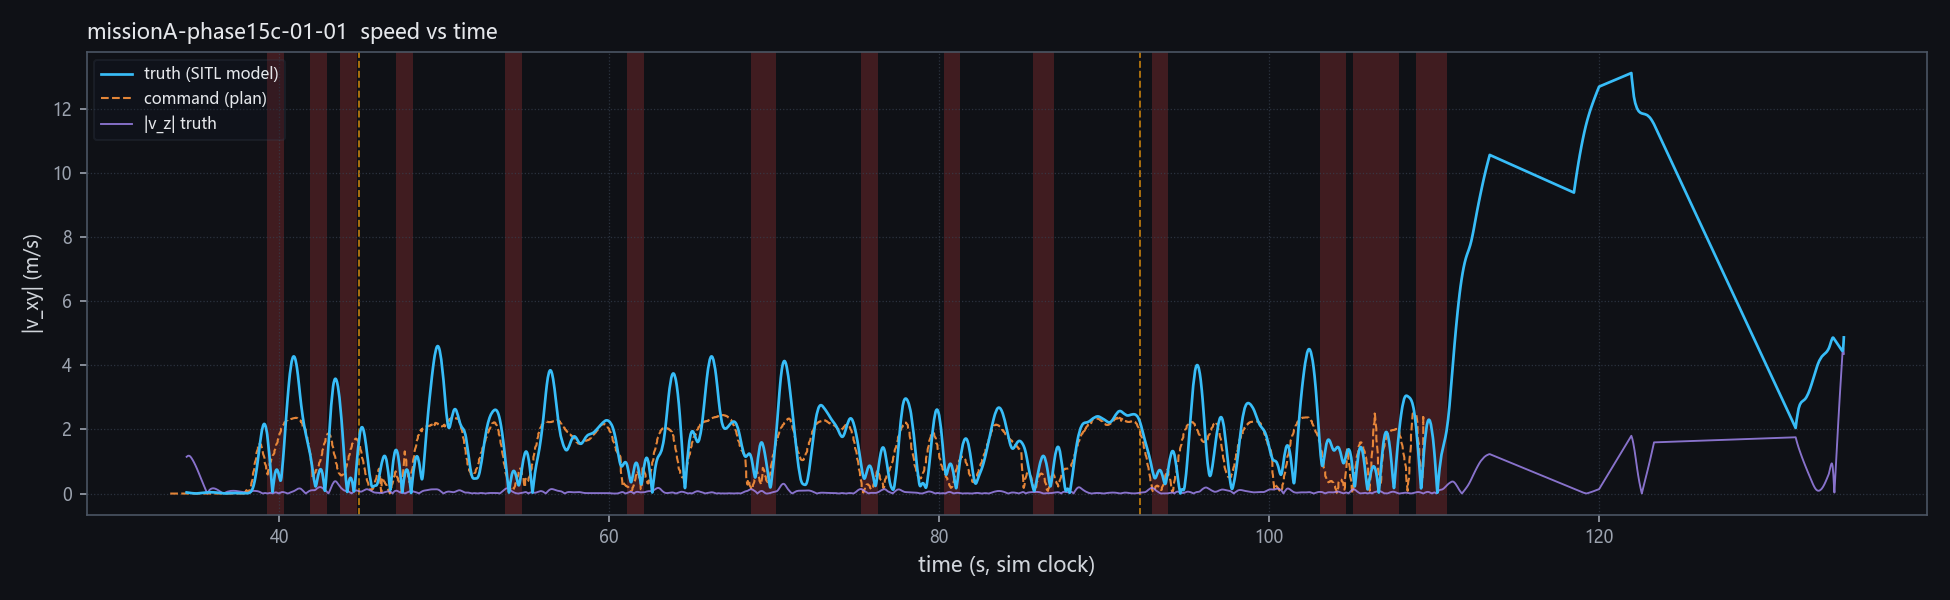 missionA-phase15c-01-01  speed vs time
truth (SITL model)
command (plan)
|v_z| truth
|v_xy| (m/s)
12
10
8
6
4
2
0
40
60
80
100
120
time (s, sim clock)